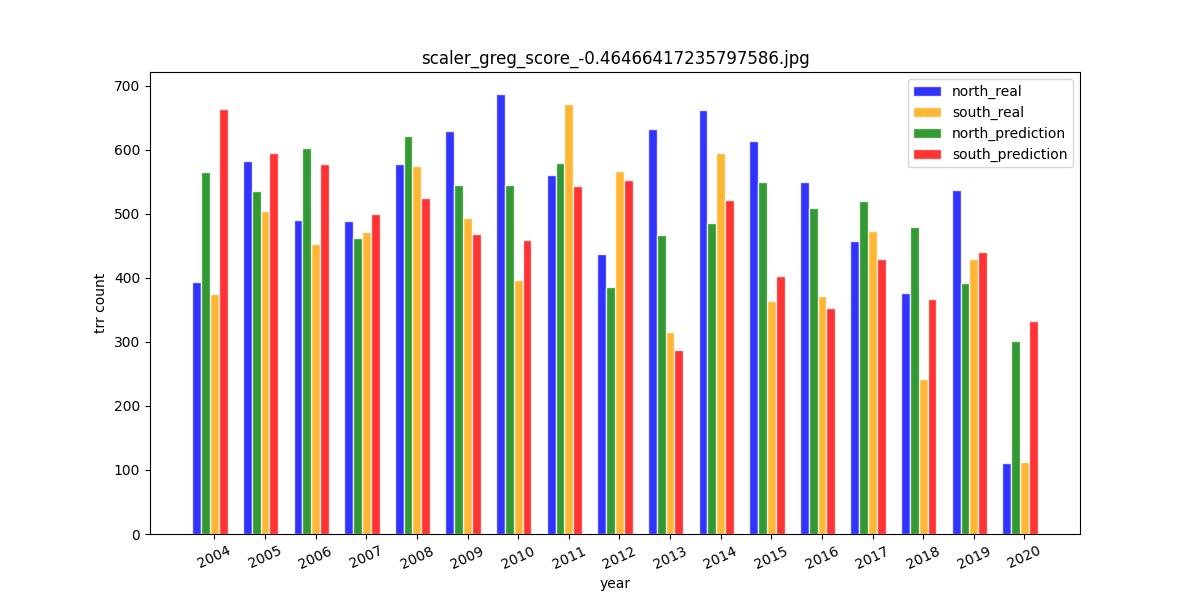 scaler_greg_score_-0.46466417235797586.jpg
north_real
south_real
north_prediction
south_prediction
700
600
500
400
300
200
100
0
trr count
2004 2005 2006 2007 2008 2009 2010 2011 2012 2013 2014 2015 2016 2017 2018 2019 2020
year